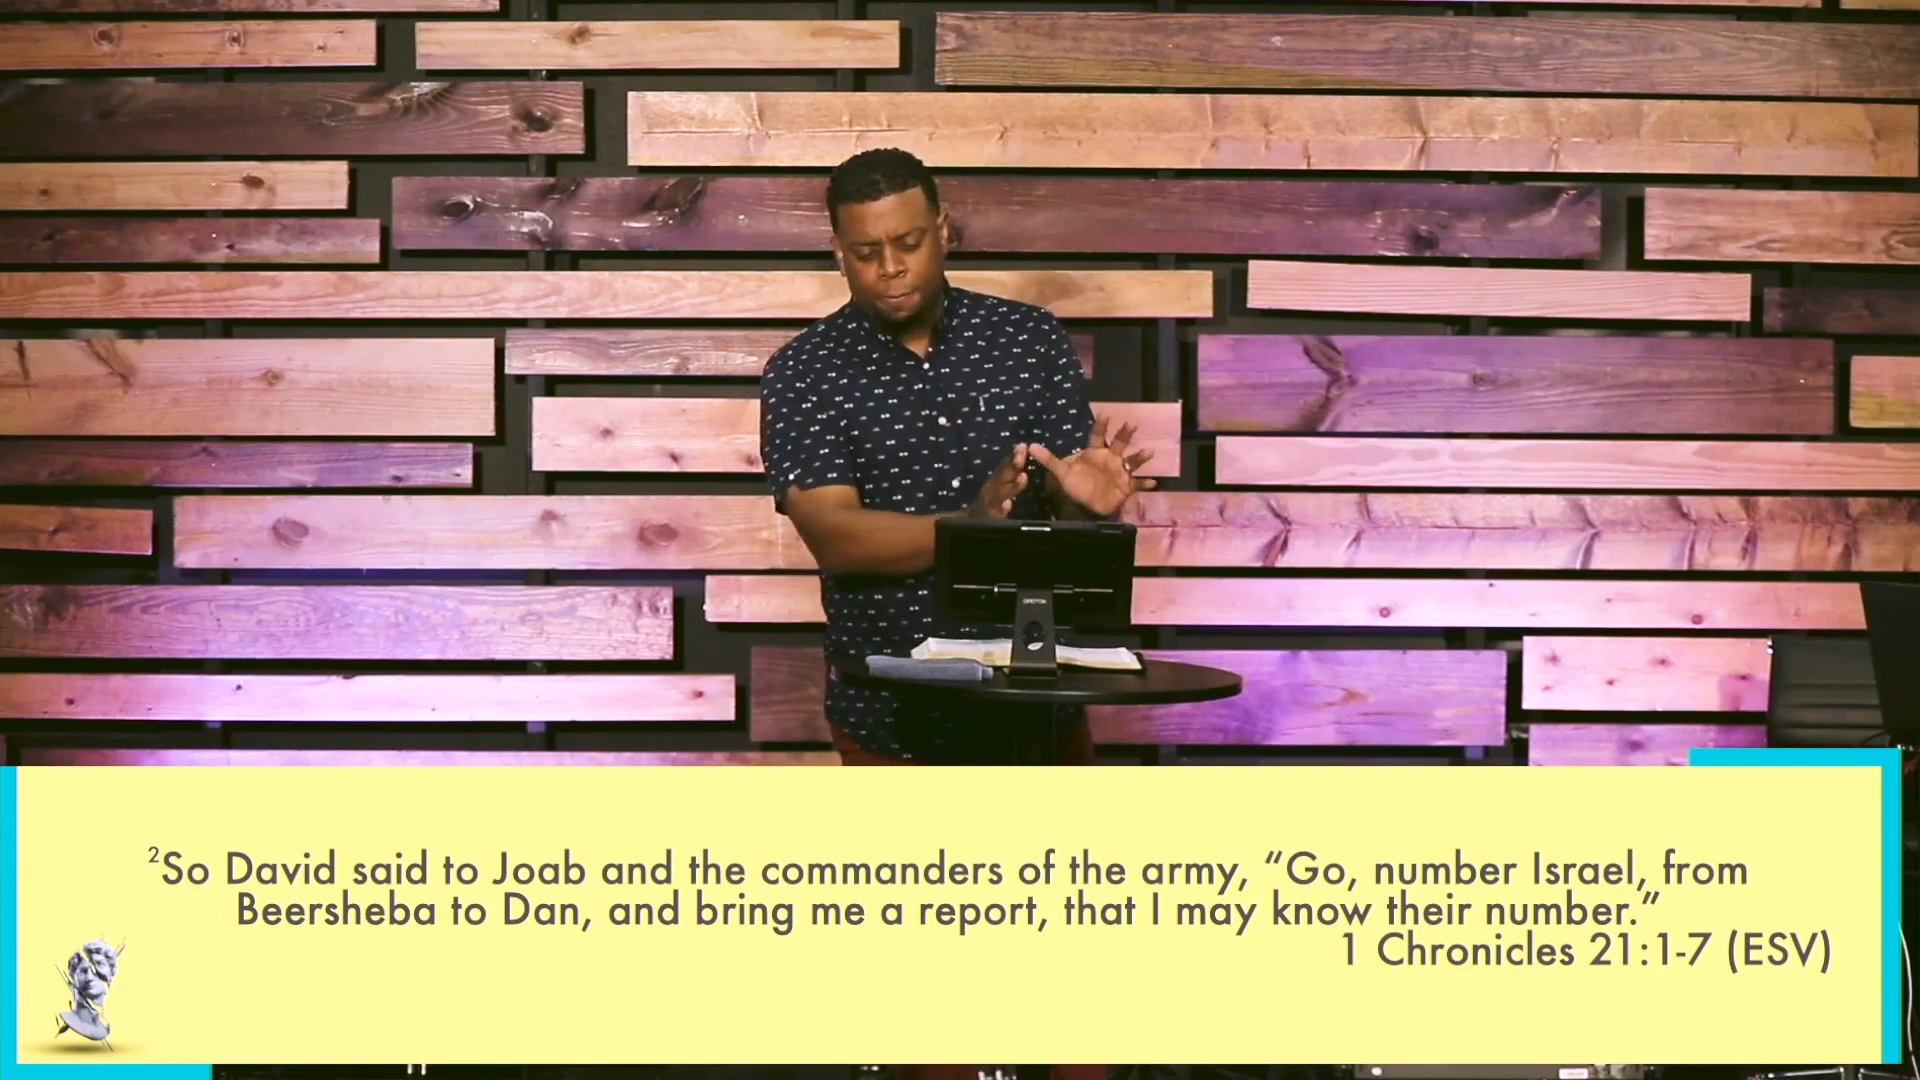 ²So David said to Joab and the commanders of the army, “Go, number Israel, from
Beersheba to Dan, and bring me a report, that I may know their number.”
1 Chronicles 21:1-7 (ESV)